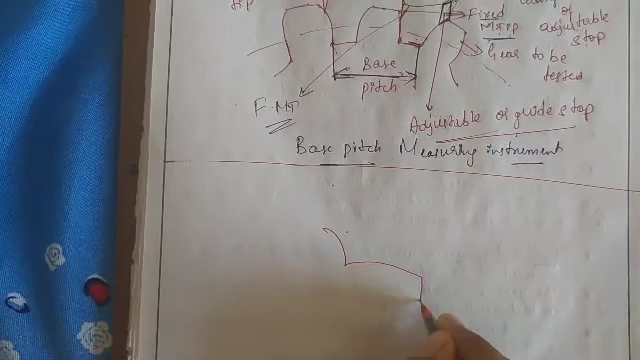 tip
of
Fixed
adjustable
stop
Gear to be
tested
Base
pitch
Adjustable or guide stop
Base pitch Measuring instrument